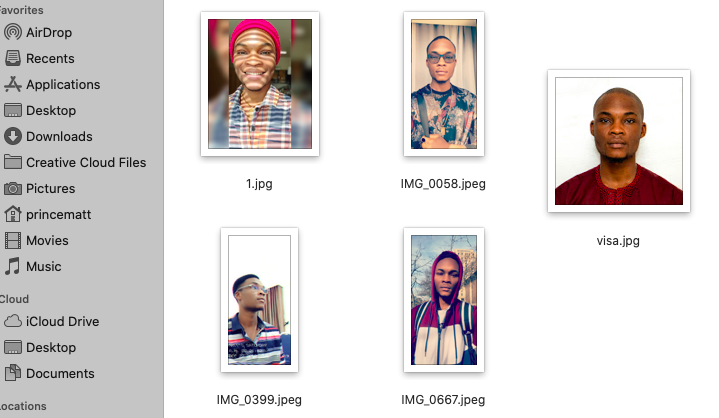 Favorites
AirDrop
Recents
Applications
Desktop
Downloads
Creative Cloud Files
Pictures
princematt
Movies
Music
Cloud
iCloud Drive
Desktop
Documents
Locations
1.jpg
IMG_0058.jpeg
visa.jpg
IMG_0399.jpeg
IMG_0667.jpeg